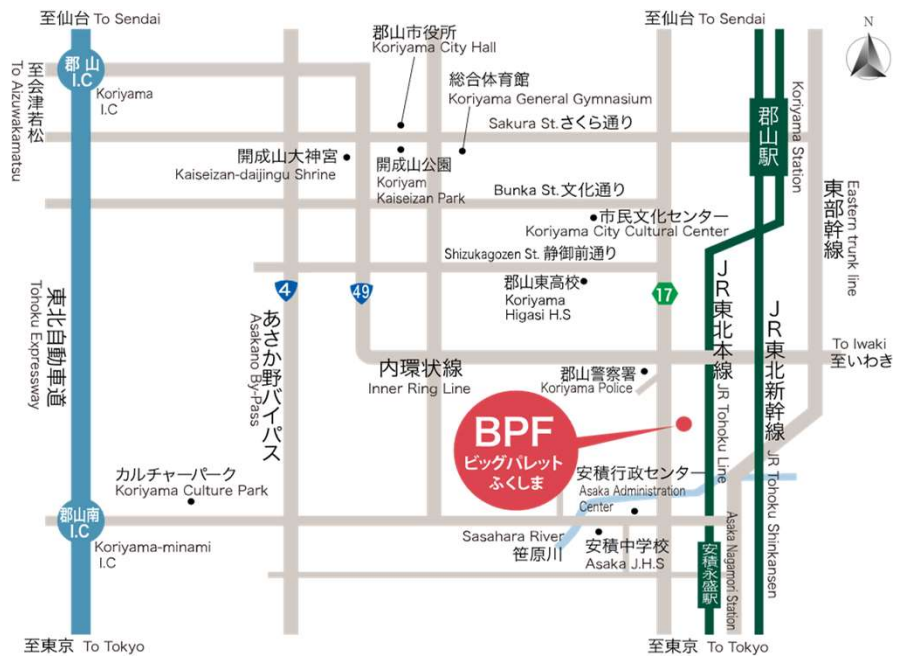 至仙台 To Sendai
至仙台 To Sendai
N
郡山
I.C
Koriyama
I.C
至会津若松
To Aizuwakamatsu
郡山市役所
Koriyama City Hall
総合体育館
Koriyama General Gymnasium
Sakura St.さくら通り
郡山駅
Koriyama Station
開成山大神宮
Kaiseizan-daijingu Shrine
開成山公園
Koriyam
Kaiseizan Park
Bunka St.文化通り
市民文化センター
Koriyama City Cultural Center
東部幹線
Eastern trunk line
Shizukagozen St. 静御前通り
4
49
17
郡山東高校
Koriyama
Higasi H.S
東北自動車道
Tohoku Expressway
あさか野バイパス
Asakano By-Pass
内環状線
Inner Ring Line
郡山警察署
Koriyama Police
JR東北本線
JR Tohoku Line
JR東北新幹線
JR Tohoku Shinkansen
To Iwaki
至いわき
BPF
ビッグパレット
ふくしま
カルチャーパーク
Koriyama Culture Park
安積行政センター
Asaka Administration
Center
郡山南
I.C
Koriyama-minami
I.C
Sasahara River
笹原川
安積中学校
Asaka J.H.S
安積永盛駅
Asaka Nagamori Station
至東京 To Tokyo
至東京 To Tokyo